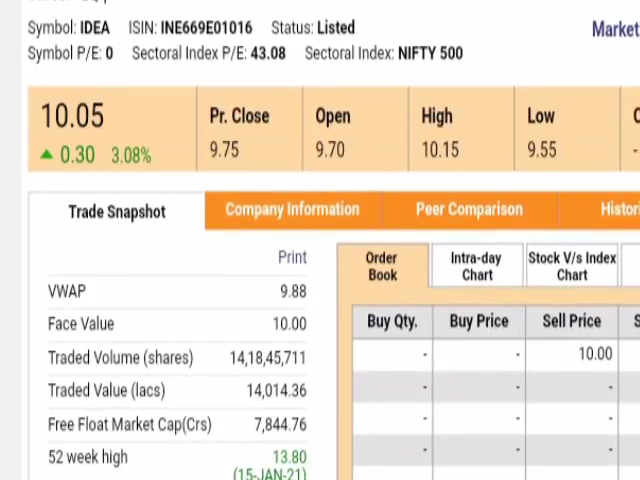 Symbol: IDEA ISIN: INE669E01016 Status: Listed
Market
Symbol P/E: 0 Sectoral Index P/E: 43.08 Sectoral Index: NIFTY 500
10.05 Pr. Close Open High Low
0.30 3.08% 9.75 9.70 10.15 9.55 -
Trade Snapshot Company Information Peer Comparison Histori
Print
Order Book Intra-day Chart Stock V/s Index Chart
VWAP 9.88
Face Value 10.00
Traded Volume (shares) 14,18,45,711
Traded Value (lacs) 14,014.36
Free Float Market Cap(Crs) 7,844.76
52 week high 13.80
(15-JAN-21)
Buy Qty. Buy Price Sell Price S
- - 10.00
- - -
- - -
- - -